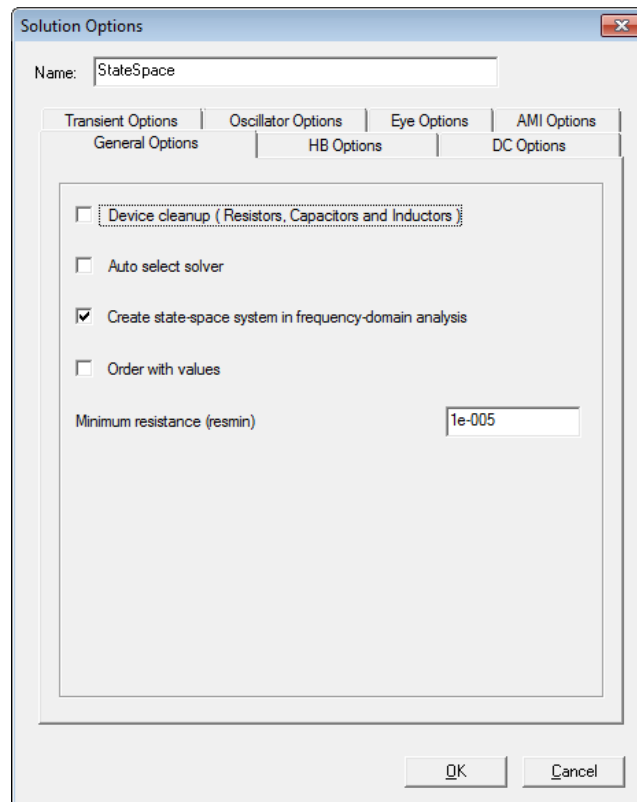 Solution Options
Name: StateSpace
Transient Options Oscillator Options Eye Options AMI Options
General Options HB Options DC Options
Device cleanup ( Resistors, Capacitors and Inductors )
Auto select solver
Create state-space system in frequency-domain analysis
Order with values
Minimum resistance (resmin) 1e-005
OK Cancel